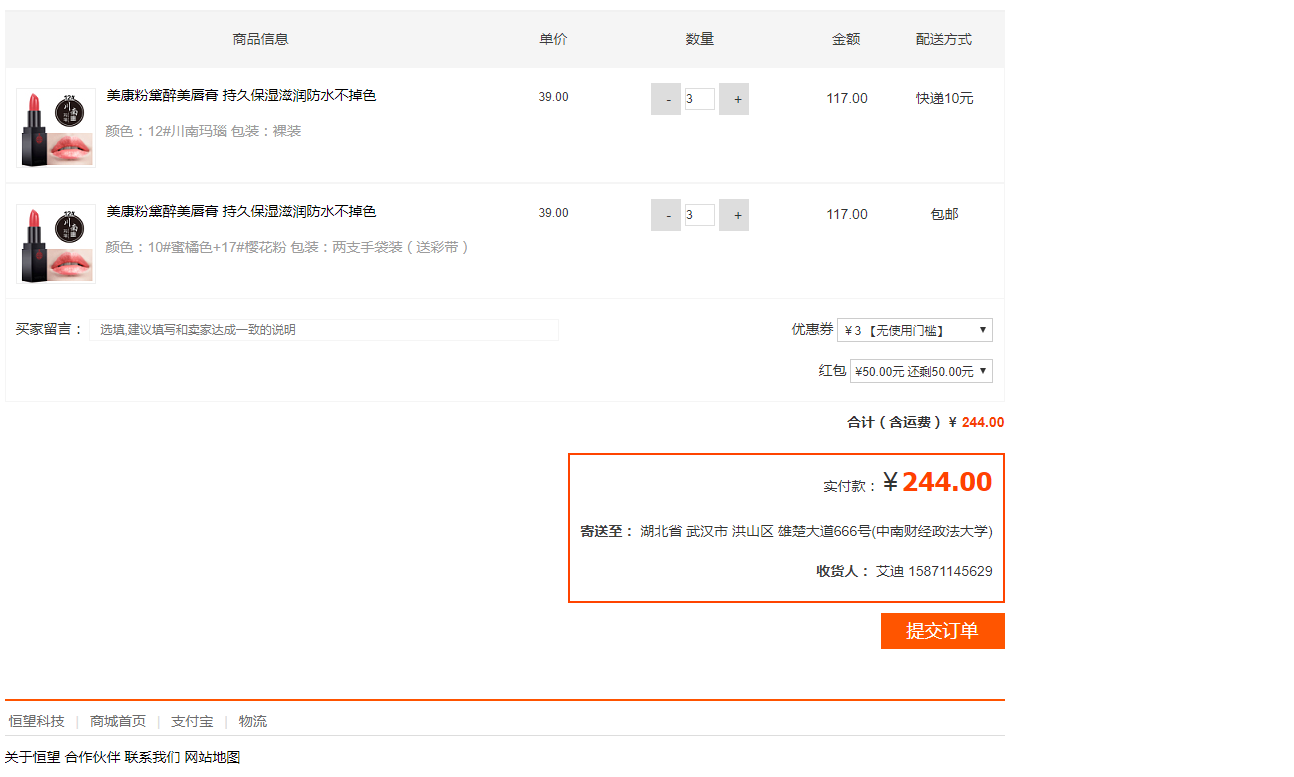 商品信息 单价 数量 金额 配送方式
美康粉黛醉美唇膏 持久保湿滋润防水不掉色 39.00 - 3 + 117.00 快递10元
颜色：12#川南玛瑙 包装：裸装
美康粉黛醉美唇膏 持久保湿滋润防水不掉色 39.00 - 3 + 117.00 包邮
颜色：10#蜜橘色+17#樱花粉 包装：两支手袋装（送彩带）
买家留言： 选填,建议填写和卖家达成一致的说明 优惠券 ¥ 3 【无使用门槛】
红包 ¥50.00元 还剩50.00元
合计（含运费）¥ 244.00
实付款：¥244.00
寄送至： 湖北省 武汉市 洪山区 雄楚大道666号(中南财经政法大学)
收货人： 艾迪 15871145629
提交订单
恒望科技 | 商城首页 | 支付宝 | 物流
关于恒望 合作伙伴 联系我们 网站地图